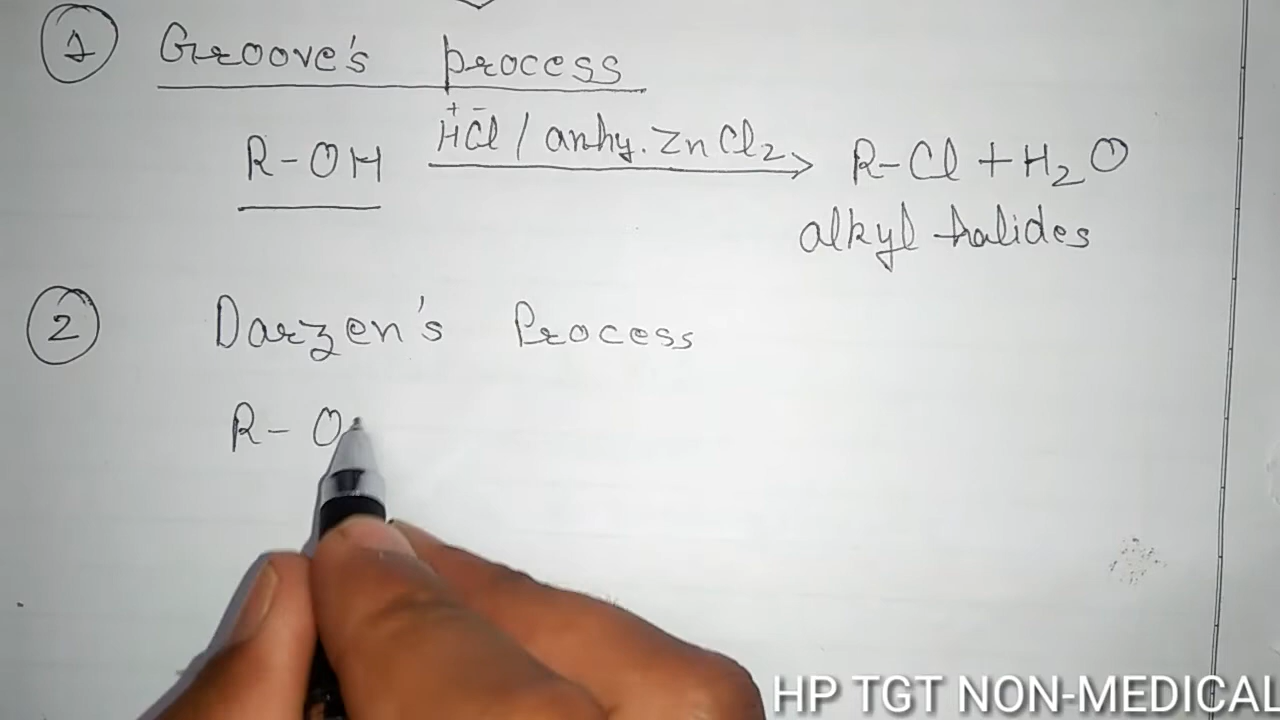 1 Groove's process
R-OH + - HCl / anhy. ZnCl2 R-Cl + H2O
alkyl halides
2 Darzen's Process
R- O
HP TGT NON-MEDICAL